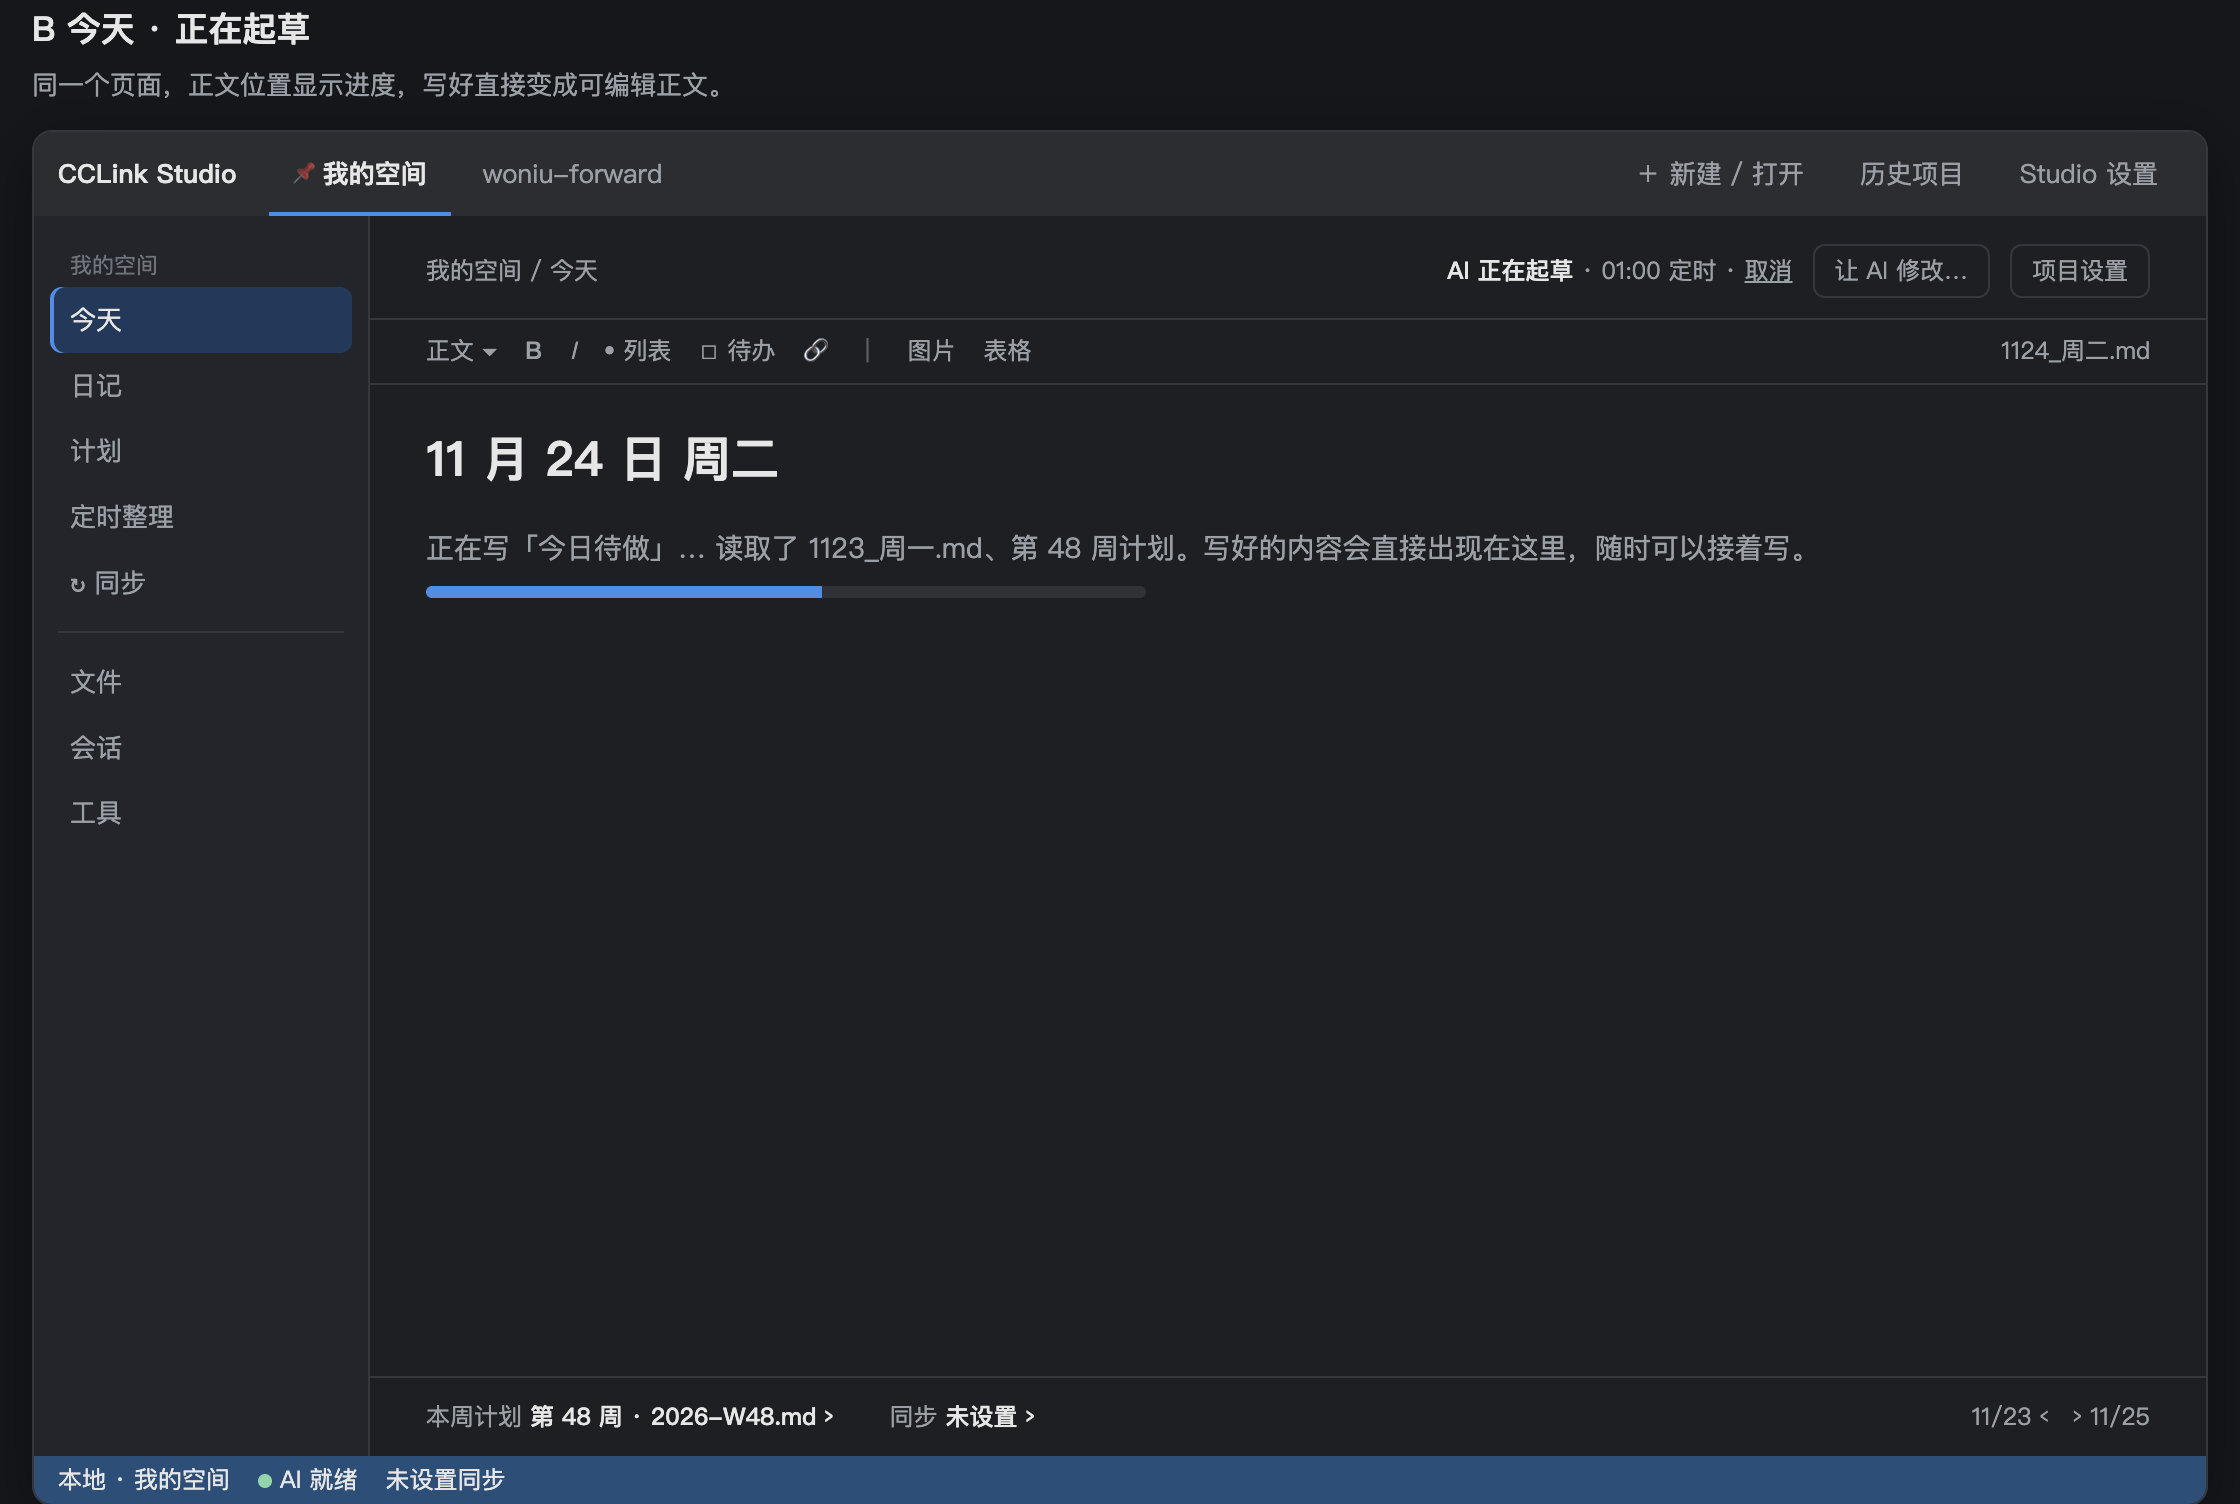 B 今天 · 正在起草
同一个页面，正文位置显示进度，写好直接变成可编辑正文。
CCLink Studio 📌 我的空间 woniu-forward + 新建 / 打开 历史项目 Studio 设置
我的空间
今天
日记
计划
定时整理
↻ 同步
文件
会话
工具
我的空间 / 今天 AI 正在起草 · 01:00 定时 · 取消 让 AI 修改… 项目设置
正文 ▾ B I • 列表 □ 待办 🔗 | 图片 表格 1124_周二.md
11 月 24 日 周二
正在写「今日待做」… 读取了 1123_周一.md、第 48 周计划。写好的内容会直接出现在这里，随时可以接着写。
本周计划 第 48 周 · 2026-W48.md › 同步 未设置 › 11/23 ‹ › 11/25
本地 · 我的空间 ● AI 就绪 未设置同步